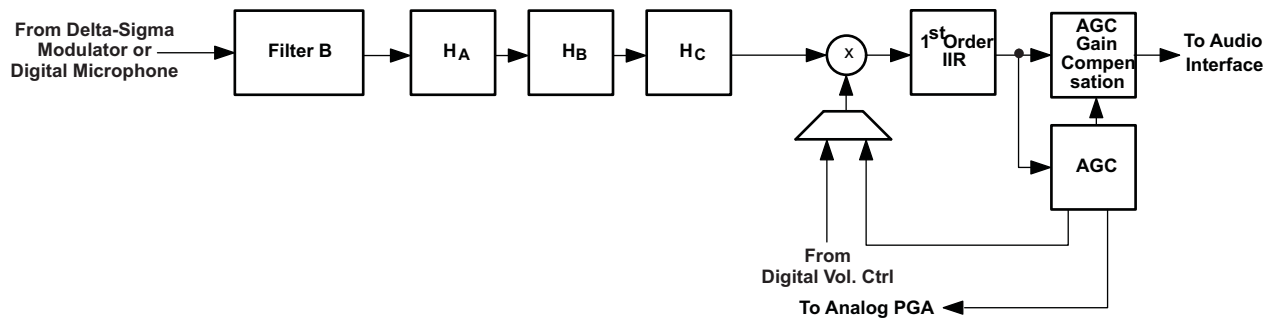 From Delta-Sigma
Modulator or
Digital Microphone
Filter B
HA
HB
HC
x
1st Order
IIR
AGC
Gain
Compen
sation
To Audio
Interface
AGC
From
Digital Vol. Ctrl
To Analog PGA